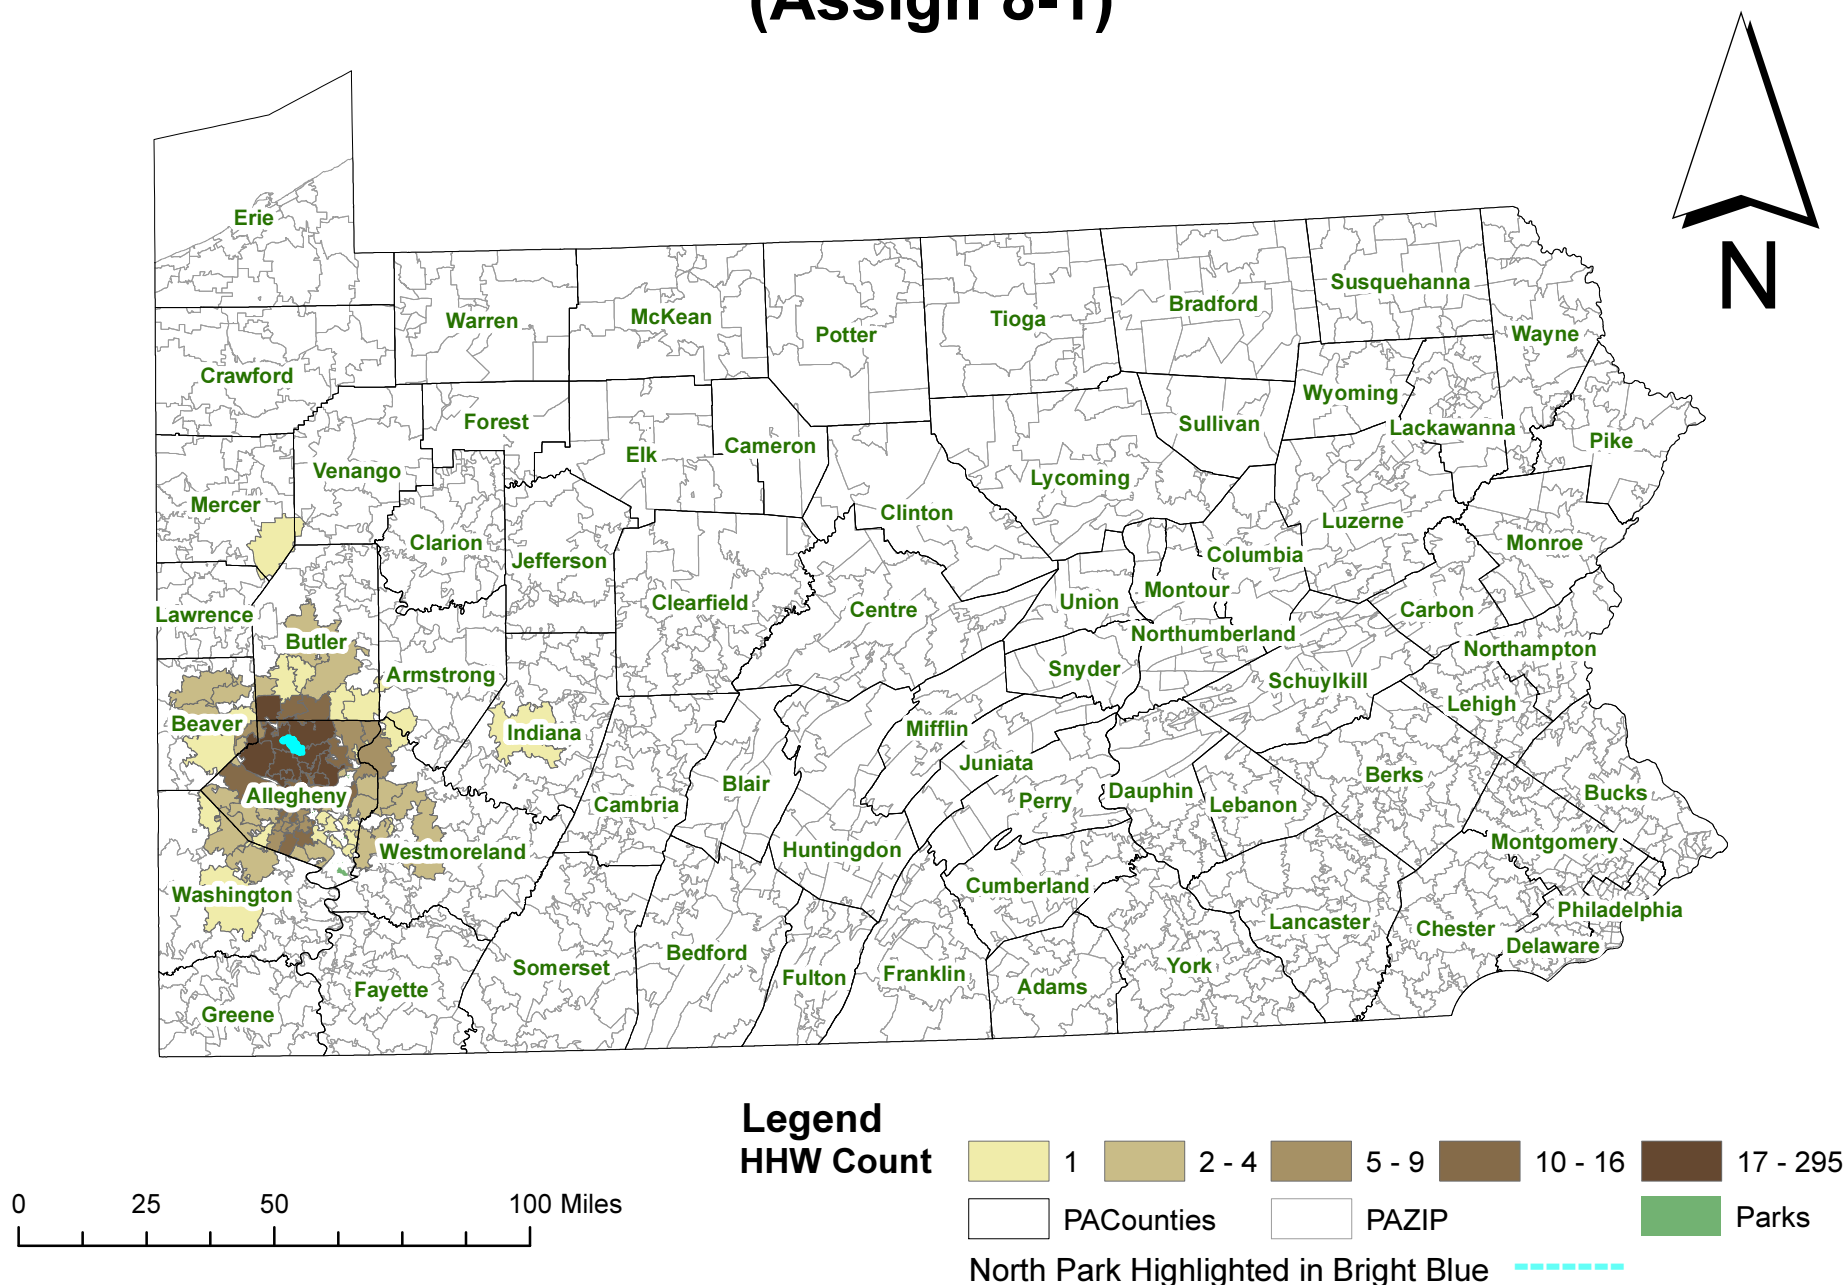 (Assign 8-1)
N
Erie
Warren
McKean
Potter
Tioga
Bradford
Susquehanna
Wayne
Crawford
Forest
Elk
Cameron
Sullivan
Wyoming
Lackawanna
Pike
Venango
Mercer
Clarion
Jefferson
Clinton
Lycoming
Luzerne
Columbia
Monroe
Montour
Lawrence
Butler
Clearfield
Centre
Union
Carbon
Northumberland
Northampton
Armstrong
Snyder
Schuylkill
Lehigh
Beaver
Indiana
Mifflin
Juniata
Allegheny
Cambria
Blair
Perry
Dauphin
Lebanon
Berks
Bucks
Westmoreland
Huntingdon
Montgomery
Washington
Cumberland
Lancaster
Chester
Philadelphia
Delaware
Greene
Fayette
Somerset
Bedford
Fulton
Franklin
Adams
York
Legend
HHW Count
1
2 - 4
5 - 9
10 - 16
17 - 295
PACounties
PAZIP
Parks
North Park Highlighted in Bright Blue
0 25 50 100 Miles